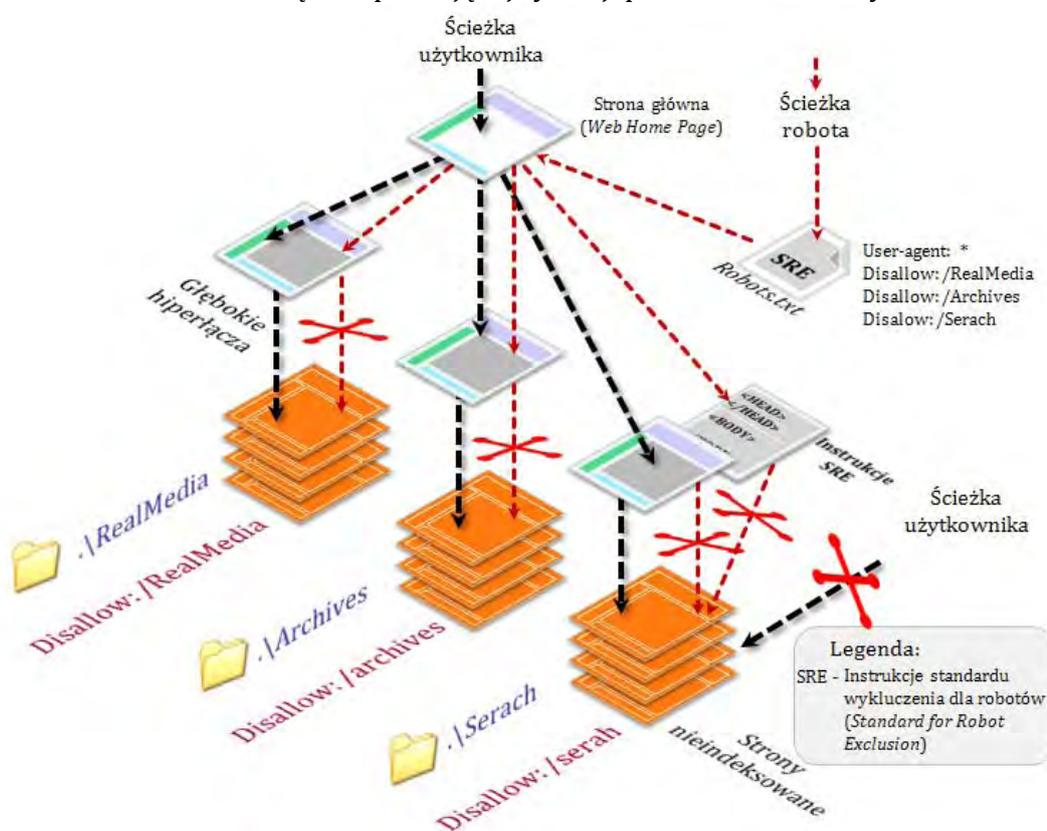 Ścieżka
użytkownika
Strona główna
(Web Home Page)
Ścieżka
robota
SRE
Robots.txt
User-agent: *
Disallow: /RealMedia
Disallow: /Archives
Disalow: /Serach
Głębokie
hiperłącza
<HEAD>
</HEAD>
<BODY>
Instrukcje
SRE
Ścieżka
użytkownika
.\RealMedia
Disallow:/RealMedia
.\Archives
Disallow:/archives
.\Serach
Disallow:/serah
Strony
nieindeksowane
Legenda:
SRE - Instrukcje standardu
wykluczenia dla robotów
(Standard for Robot
Exclusion)